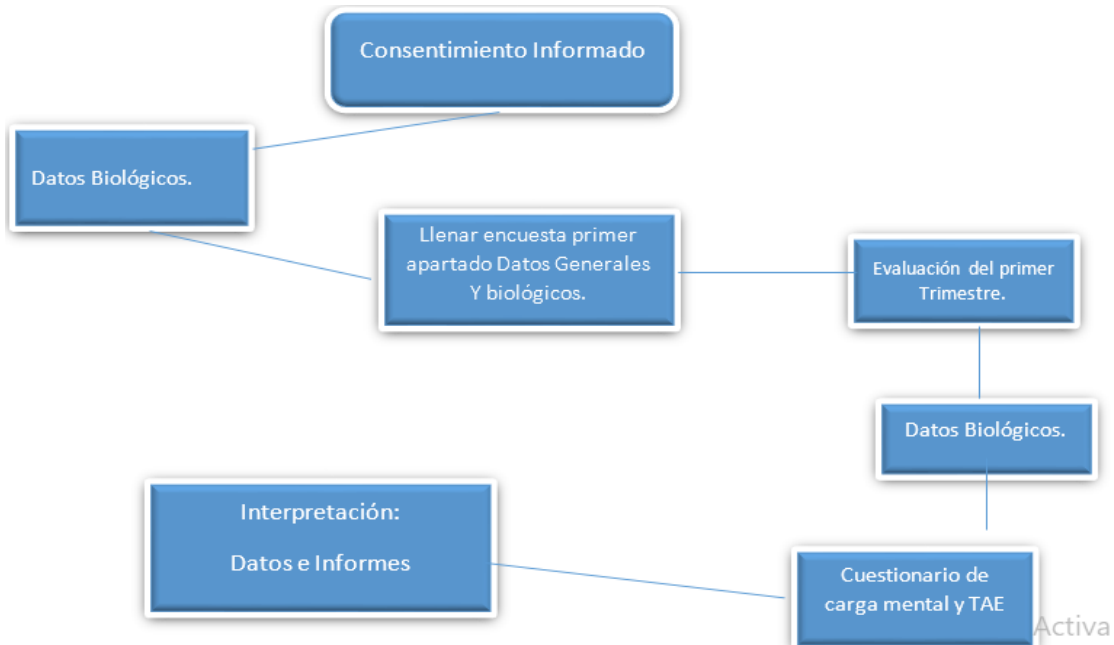 Consentimiento Informado
Datos Biológicos.
Llenar encuesta primer
apartado Datos Generales
Y biológicos.
Evaluación del primer
Trimestre.
Datos Biológicos.
Cuestionario de
carga mental y TAE
Interpretación:
Datos e Informes
Activa